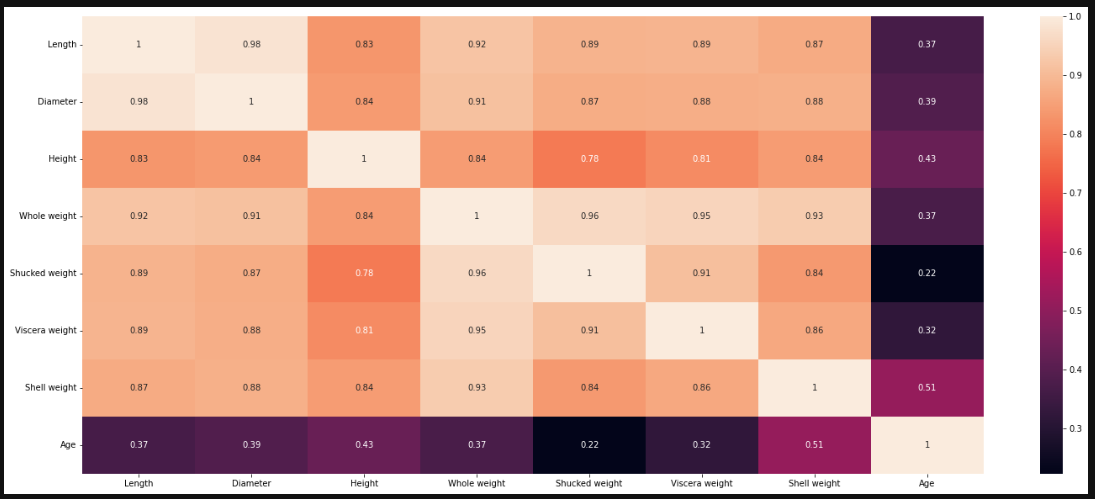 Length 1 0.98 0.83 0.92 0.89 0.89 0.87 0.37
Diameter 0.98 1 0.84 0.91 0.87 0.88 0.88 0.39
Height 0.83 0.84 1 0.84 0.78 0.81 0.84 0.43
Whole weight 0.92 0.91 0.84 1 0.96 0.95 0.93 0.37
Shucked weight 0.89 0.87 0.78 0.96 1 0.91 0.84 0.22
Viscera weight 0.89 0.88 0.81 0.95 0.91 1 0.86 0.32
Shell weight 0.87 0.88 0.84 0.93 0.84 0.86 1 0.51
Age 0.37 0.39 0.43 0.37 0.22 0.32 0.51 1
Length Diameter Height Whole weight Shucked weight Viscera weight Shell weight Age
1.0
0.9
0.8
0.7
0.6
0.5
0.4
0.3